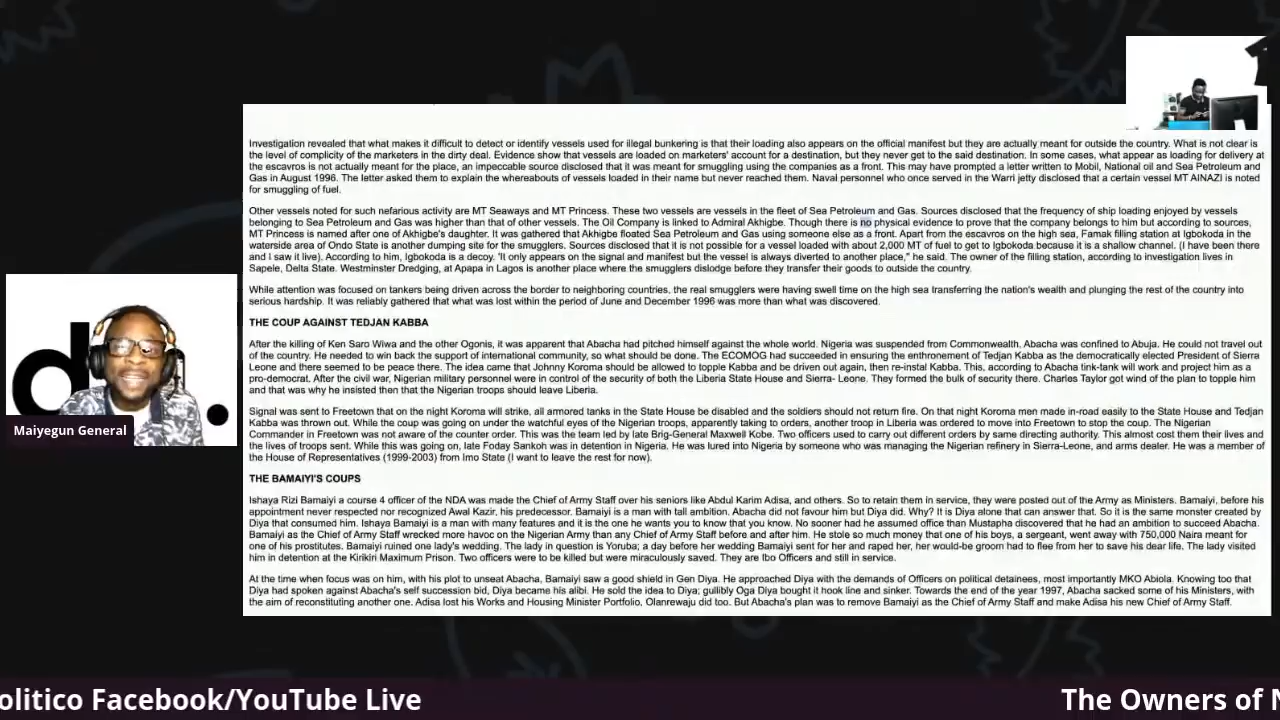 Investigation revealed that what makes it difficult to detect or identify vessels used for illegal bunkering is that their loading also appears on the official manifest but they are actually meant for outside the country. What is not clear is
the level of complicity of the marketers in the dirty deal. Evidence show that vessels are loaded on marketers' account for a destination, but they never get to the said destination. In some cases, what appear as loading for delivery at
the escravos is not actually meant for the place, an impeccable source disclosed that it was meant for smuggling using the companies as a front. This may have prompted a letter written to Mobil, National oil and Sea Petroleum and
Gas in August 1996. The letter asked them to explain the whereabouts of vessels loaded in their name but never reached them. Naval personnel who once served in the Warri jetty disclosed that a certain vessel MT AINAZI is noted
for smuggling of fuel.
Other vessels noted for such nefarious activity are MT Seaways and MT Princess. These two vessels are vessels in the fleet of Sea Petroleum and Gas. Sources disclosed that the frequency of ship loading enjoyed by vessels
belonging to Sea Petroleum and Gas was higher than that of other vessels. The Oil Company is linked to Admiral Akhigbe. Though there is no physical evidence to prove that the company belongs to him but according to sources,
MT Princess is named after one of Akhigbe's daughter. It was gathered that Akhigbe floated Sea Petroleum and Gas using someone else as a front. Apart from the escavros on the high sea, Famak filling station at Igbokoda in the
waterside area of Ondo State is another dumping site for the smugglers. Sources disclosed that it is not possible for a vessel loaded with about 2,000 MT of fuel to get to Igbokoda because it is a shallow channel. (I have been there
and I saw it live). According to him, Igbokoda is a decoy. 'It only appears on the signal and manifest but the vessel is always diverted to another place," he said. The owner of the filling station, according to investigation lives in
Sapele, Delta State. Westminster Dredging, at Apapa in Lagos is another place where the smugglers dislodge before they transfer their goods to outside the country.
While attention was focused on tankers being driven across the border to neighboring countries, the real smugglers were having swell time on the high sea transferring the nation's wealth and plunging the rest of the country into
serious hardship. It was reliably gathered that what was lost within the period of June and December 1996 was more than what was discovered.
THE COUP AGAINST TEDJAN KABBA
After the killing of Ken Saro Wiwa and the other Ogonis, it was apparent that Abacha had pitched himself against the whole world. Nigeria was suspended from Commonwealth, Abacha was confined to Abuja. He could not travel out
of the country. He needed to win back the support of international community, so what should be done. The ECOMOG had succeeded in ensuring the enthronement of Tedjan Kabba as the democratically elected President of Sierra
Leone and there seemed to be peace there. The idea came that Johnny Koroma should be allowed to topple Kabba and be driven out again, then re-instal Kabba. This, according to Abacha tink-tank will work and project him as a
pro-democrat. After the civil war, Nigerian military personnel were in control of the security of both the Liberia State House and Sierra- Leone. They formed the bulk of security there. Charles Taylor got wind of the plan to topple him
and that was why he insisted then that the Nigerian troops should leave Liberia.
Signal was sent to Freetown that on the night Koroma will strike, all armored tanks in the State House be disabled and the soldiers should not return fire. On that night Koroma men made in-road easily to the State House and Tedjan
Kabba was thrown out. While the coup was going on under the watchful eyes of the Nigerian troops, apparently taking to orders, another troop in Liberia was ordered to move into Freetown to stop the coup. The Nigerian
Commander in Freetown was not aware of the counter order. This was the team led by late Brig-General Maxwell Kobe. Two officers used to carry out different orders by same directing authority. This almost cost them their lives and
the lives of troops sent. While this was going on, late Foday Sankoh was in detention in Nigeria. He was lured into Nigeria by someone who was managing the Nigerian refinery in Sierra-Leone, and arms dealer. He was a member of
the House of Representatives (1999-2003) from Imo State (I want to leave the rest for now).
THE BAMAIYI'S COUPS
Ishaya Rizi Bamaiyi a course 4 officer of the NDA was made the Chief of Army Staff over his seniors like Abdul Karim Adisa, and others. So to retain them in service, they were posted out of the Army as Ministers. Bamaiyi, before his
appointment never respected nor recognized Awal Kazir, his predecessor. Bamaiyi is a man with tall ambition. Abacha did not favour him but Diya did. Why? It is Diya alone that can answer that. So it is the same monster created by
Diya that consumed him. Ishaya Bamaiyi is a man with many features and it is the one he wants you to know that you know. No sooner had he assumed office than Mustapha discovered that he had an ambition to succeed Abacha.
Bamaiyi as the Chief of Army Staff wrecked more havoc on the Nigerian Army than any Chief of Army Staff before and after him. He stole so much money that one of his boys, a sergeant, went away with 750,000 Naira meant for
one of his prostitutes. Bamaiyi ruined one lady's wedding. The lady in question is Yoruba; a day before her wedding Bamaiyi sent for her and raped her, her would-be groom had to flee from her to save his dear life. The lady visited
him in detention at the Kirikiri Maximum Prison. Two officers were to be killed but were miraculously saved. They are Ibo Officers and still in service.
At the time when focus was on him, with his plot to unseat Abacha, Bamaiyi saw a good shield in Gen Diya. He approached Diya with the demands of Officers on political detainees, most importantly MKO Abiola. Knowing too that
Diya had spoken against Abacha's self succession bid, Diya became his alibi. He sold the idea to Diya; gullibly Oga Diya bought it hook line and sinker. Towards the end of the year 1997, Abacha sacked some of his Ministers, with
the aim of reconstituting another one. Adisa lost his Works and Housing Minister Portfolio, Olanrewaju did too. But Abacha's plan was to remove Bamaiyi as the Chief of Army Staff and make Adisa his new Chief of Army Staff.
Maiyegun General
olitico Facebook/YouTube Live
The Owners of